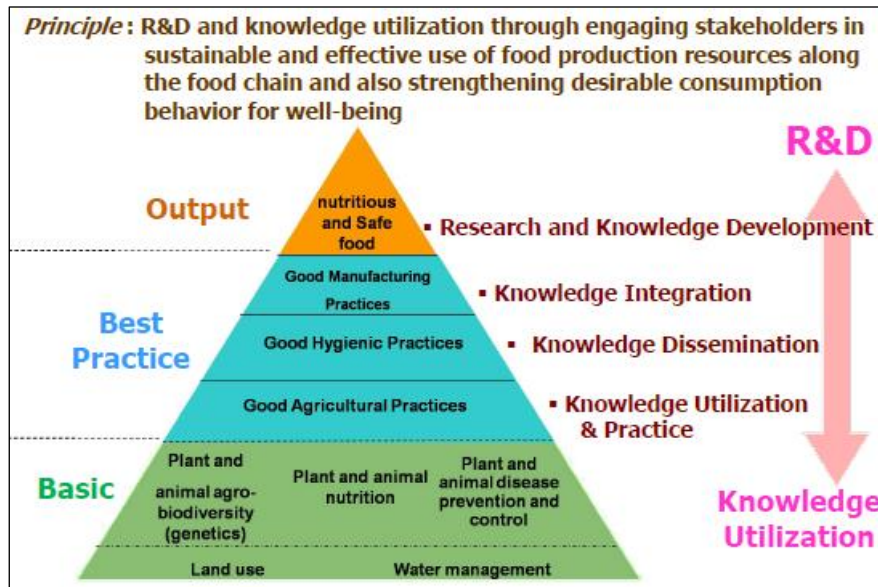 Principle : R&D and knowledge utilization through engaging stakeholders in
sustainable and effective use of food production resources along
the food chain and also strengthening desirable consumption
behavior for well-being
R&D
Output
nutritious
and Safe
food
▪ Research and Knowledge Development
Best
Practice
Good Manufacturing
Practices
▪ Knowledge Integration
Good Hygienic Practices
▪ Knowledge Dissemination
Good Agricultural Practices
▪ Knowledge Utilization
& Practice
Basic
Plant and
animal agro-
biodiversity
(genetics)
Plant and animal
nutrition
Plant and
animal disease
prevention and
control
Land use
Water management
Knowledge
Utilization